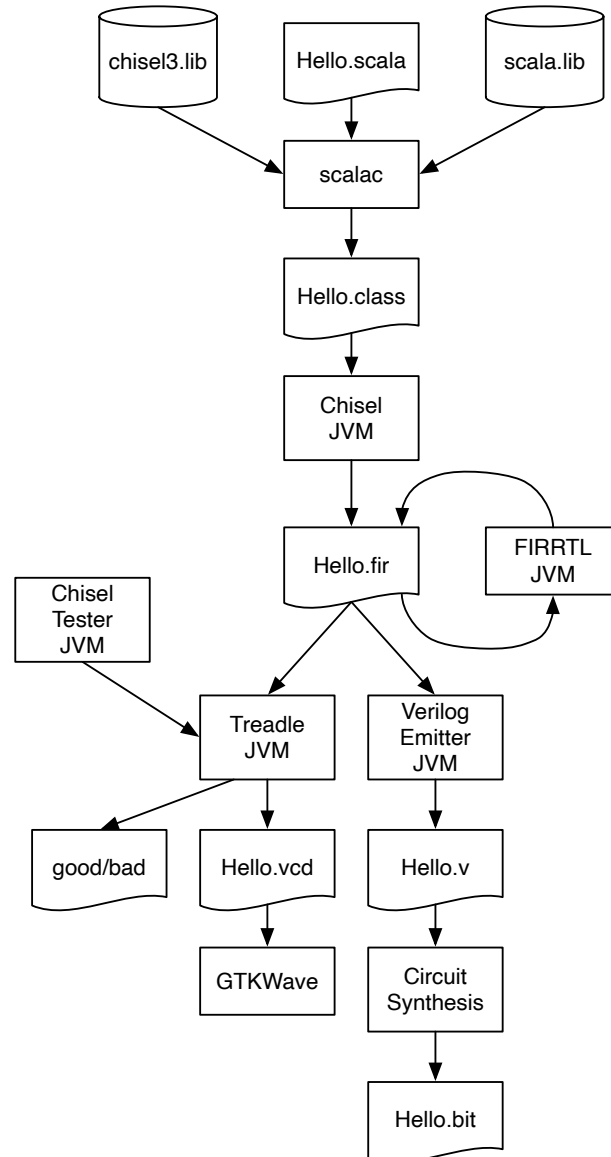 chisel3.lib
Hello.scala
scala.lib
scalac
Hello.class
Chisel
JVM
Hello.fir
FIRRTL
JVM
Chisel
Tester
JVM
Treadle
JVM
Verilog
Emitter
JVM
good/bad
Hello.vcd
Hello.v
GTKWave
Circuit
Synthesis
Hello.bit